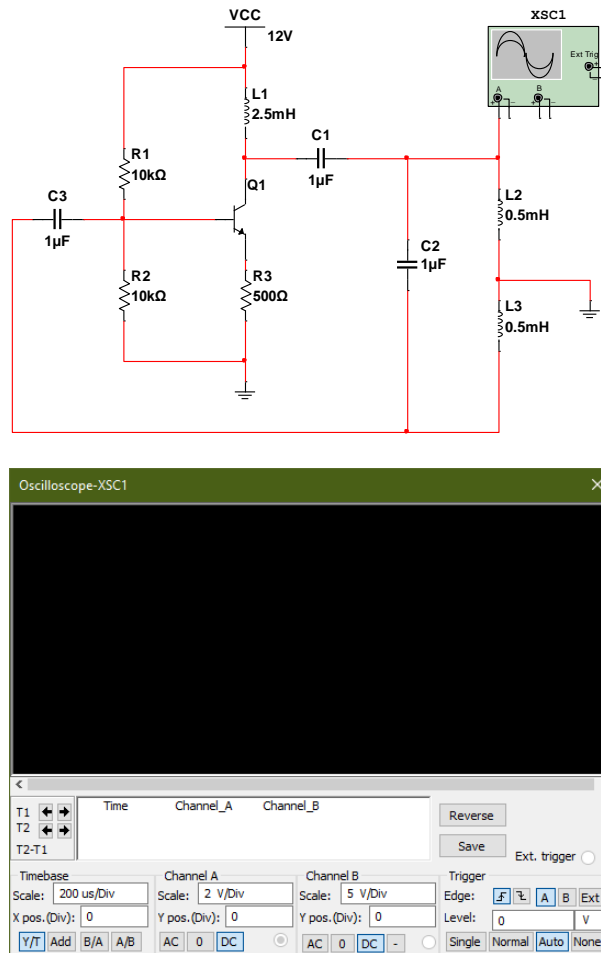 VCC
12V
XSC1
Ext Trig
+
-
A
B
+ - + -
L1
2.5mH
C1
1µF
R1
10kΩ
Q1
C3
1µF
L2
0.5mH
C2
1µF
R2
10kΩ
R3
500Ω
L3
0.5mH
Oscilloscope-XSC1
Time Channel_A Channel_B
T1
T2
T2-T1
Reverse
Save
Ext. trigger
Timebase
Scale: 200 us/Div
X pos.(Div): 0
Y/T Add B/A A/B
Channel A
Scale: 2 V/Div
Y pos.(Div): 0
AC 0 DC
Channel B
Scale: 5 V/Div
Y pos.(Div): 0
AC 0 DC -
Trigger
Edge: A B Ext
Level: 0 V
Single Normal Auto None